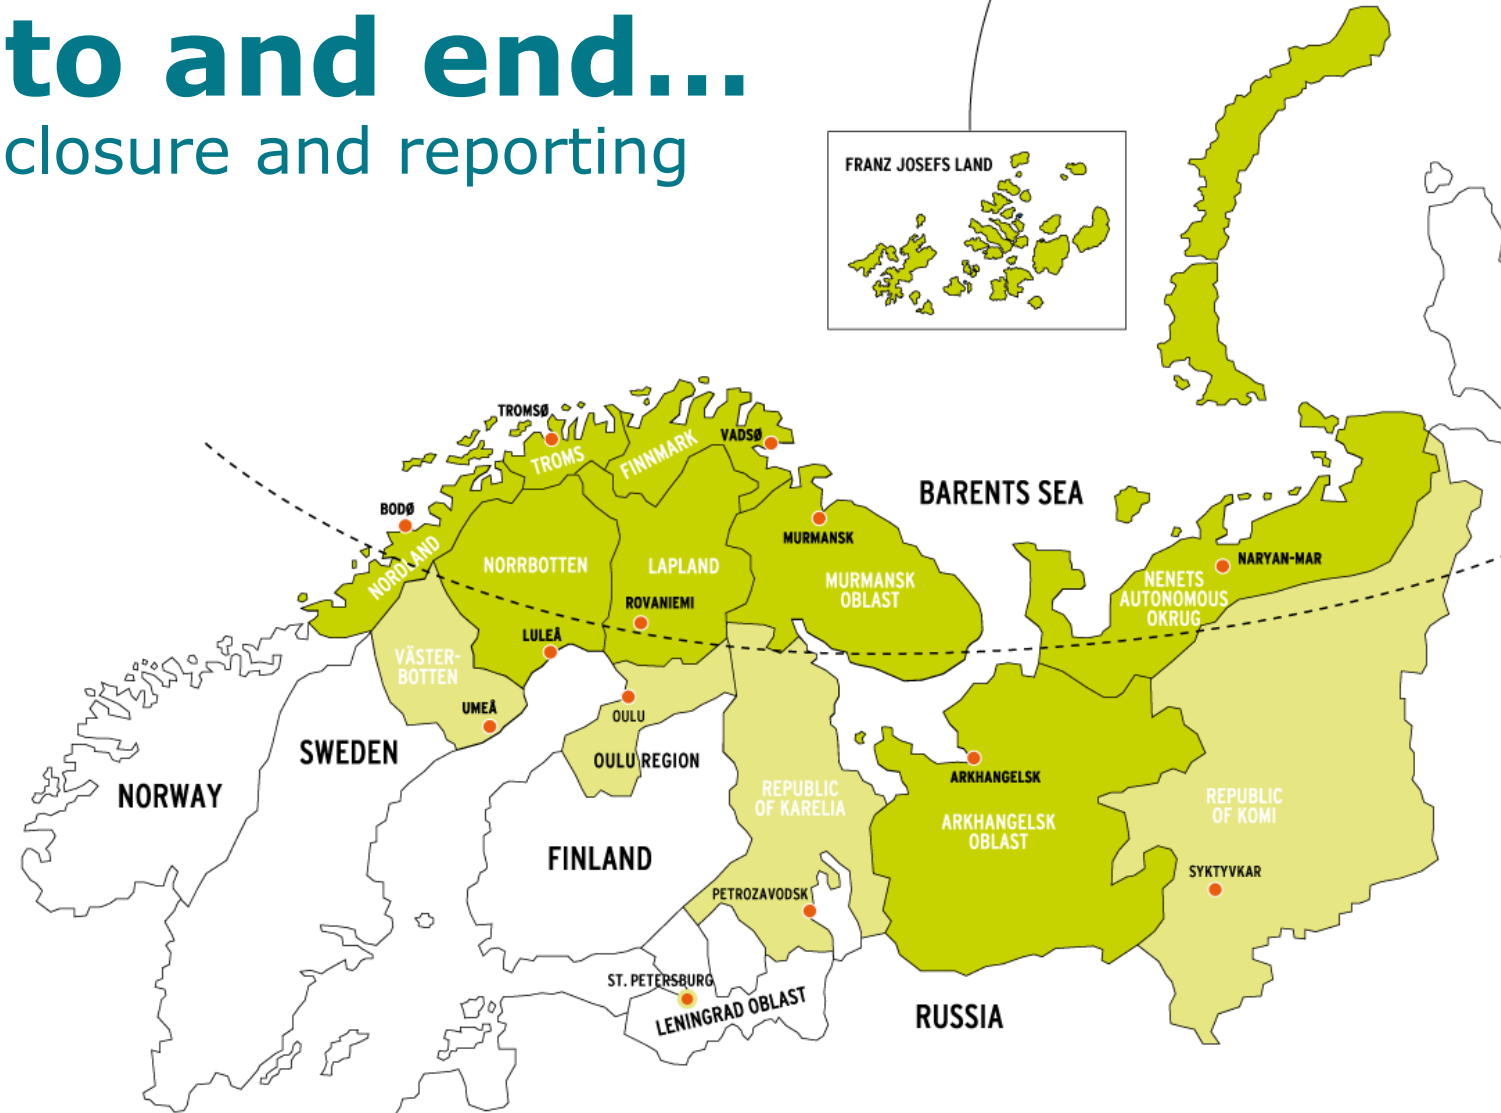 to and end...
closure and reporting
FRANZ JOSEFS LAND
TROMSØ
TROMS
FINNMARK
VADSØ
BARENTS SEA
BODØ
NORDLAND
NORRBOTTEN
LAPLAND
MURMANSK
MURMANSK
OBLAST
NARYAN-MAR
NENETS
AUTONOMOUS
OKRUG
ROVANIEMI
LULEÅ
VÄSTER-
BOTTEN
UMEÅ
OULU
OULU REGION
SWEDEN
NORWAY
FINLAND
REPUBLIC
OF KARELIA
ARKHANGELSK
ARKHANGELSK
OBLAST
REPUBLIC
OF KOMI
SYKTYVKAR
PETROZAVODSK
ST. PETERSBURG
LENINGRAD OBLAST
RUSSIA